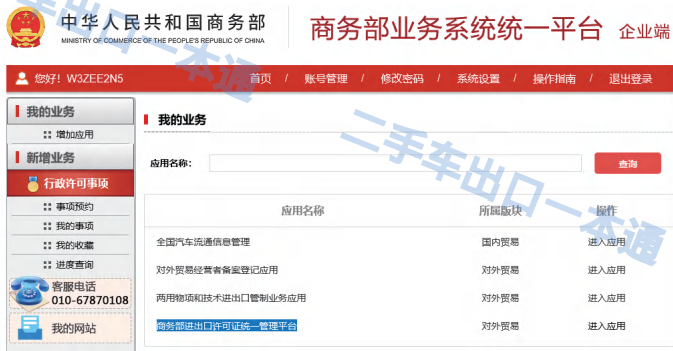 中华人民共和国商务部
MINISTRY OF COMMERCE OF THE PEOPLE'S REPUBLIC OF CHINA
商务部业务系统统一平台 企业端
您好! W3ZEE2N5
首页 / 账号管理 / 修改密码 / 系统设置 / 操作指南 / 退出登录
我的业务
增加应用
新增业务
行政许可事项
事项预约
我的事项
我的收藏
进度查询
客服电话
010-67870108
我的网站
我的业务
应用名称: 查询
应用名称 所属版块 操作
全国汽车流通信息管理 国内贸易 进入应用
对外贸易经营者备案登记应用 对外贸易 进入应用
两用物项和技术进出口管制业务应用 对外贸易 进入应用
商务部进出口许可证统一管理平台 对外贸易 进入应用
二手车出口一本通
车出口一本通